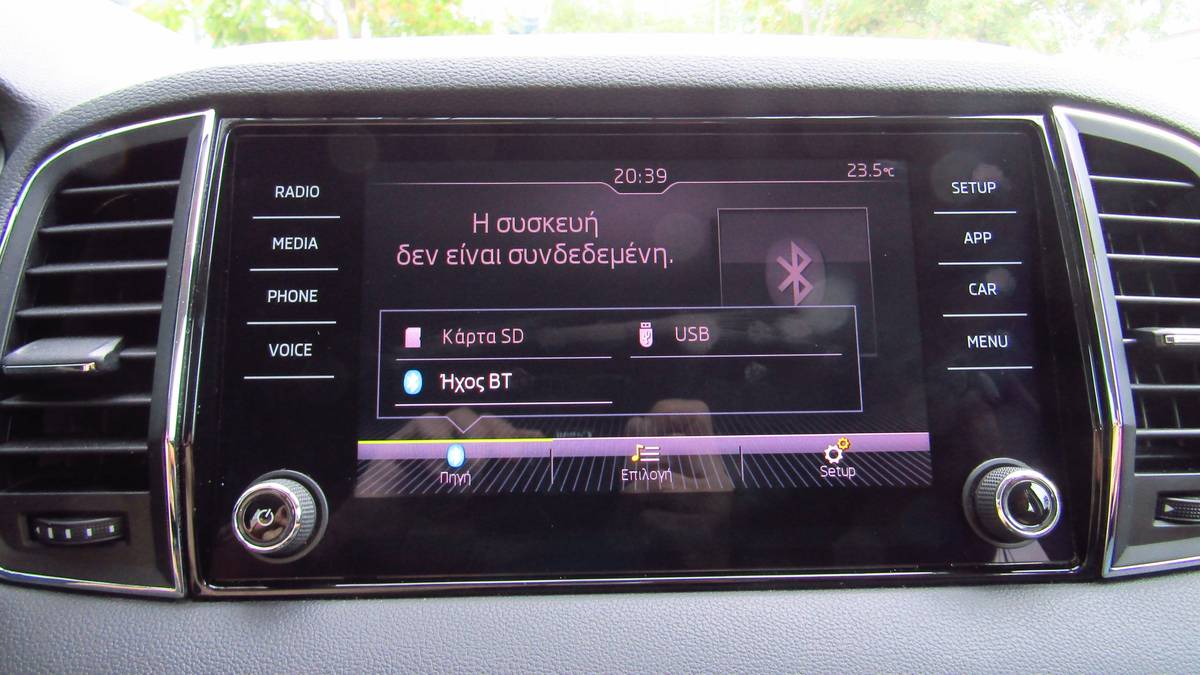 20:39
23.5°C
RADIO
MEDIA
PHONE
VOICE
Η συσκευή
δεν είναι συνδεδεμένη.
Κάρτα SD
USB
Ήχος BT
Πηγή
Επιλογή
Setup
SETUP
APP
CAR
MENU